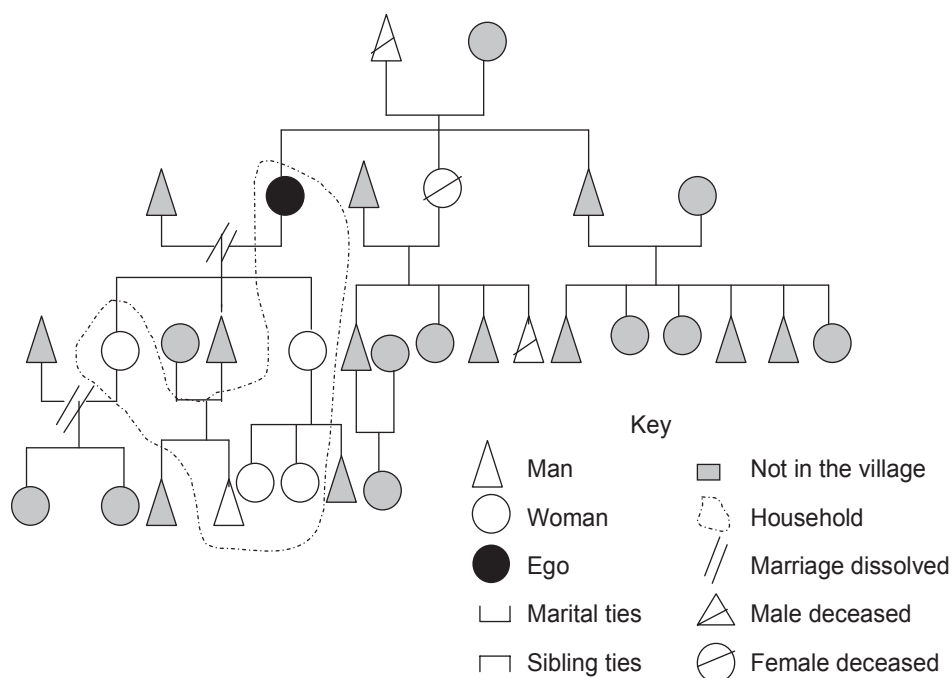 Key
Man
Not in the village
Woman
Household
Ego
Marriage dissolved
Marital ties
Male deceased
Sibling ties
Female deceased